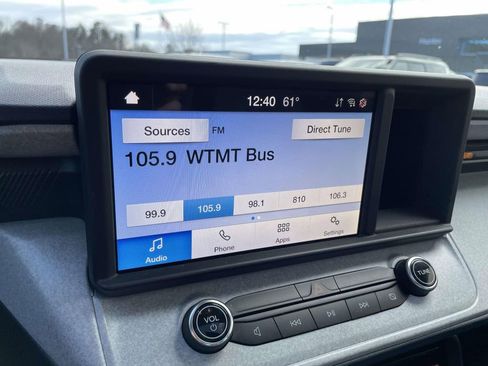 12:40 61°
Sources FM Direct Tune
105.9 WTMT Bus
99.9 105.9 98.1 810 106.3
Audio Phone Apps Settings
VOL
TUNE